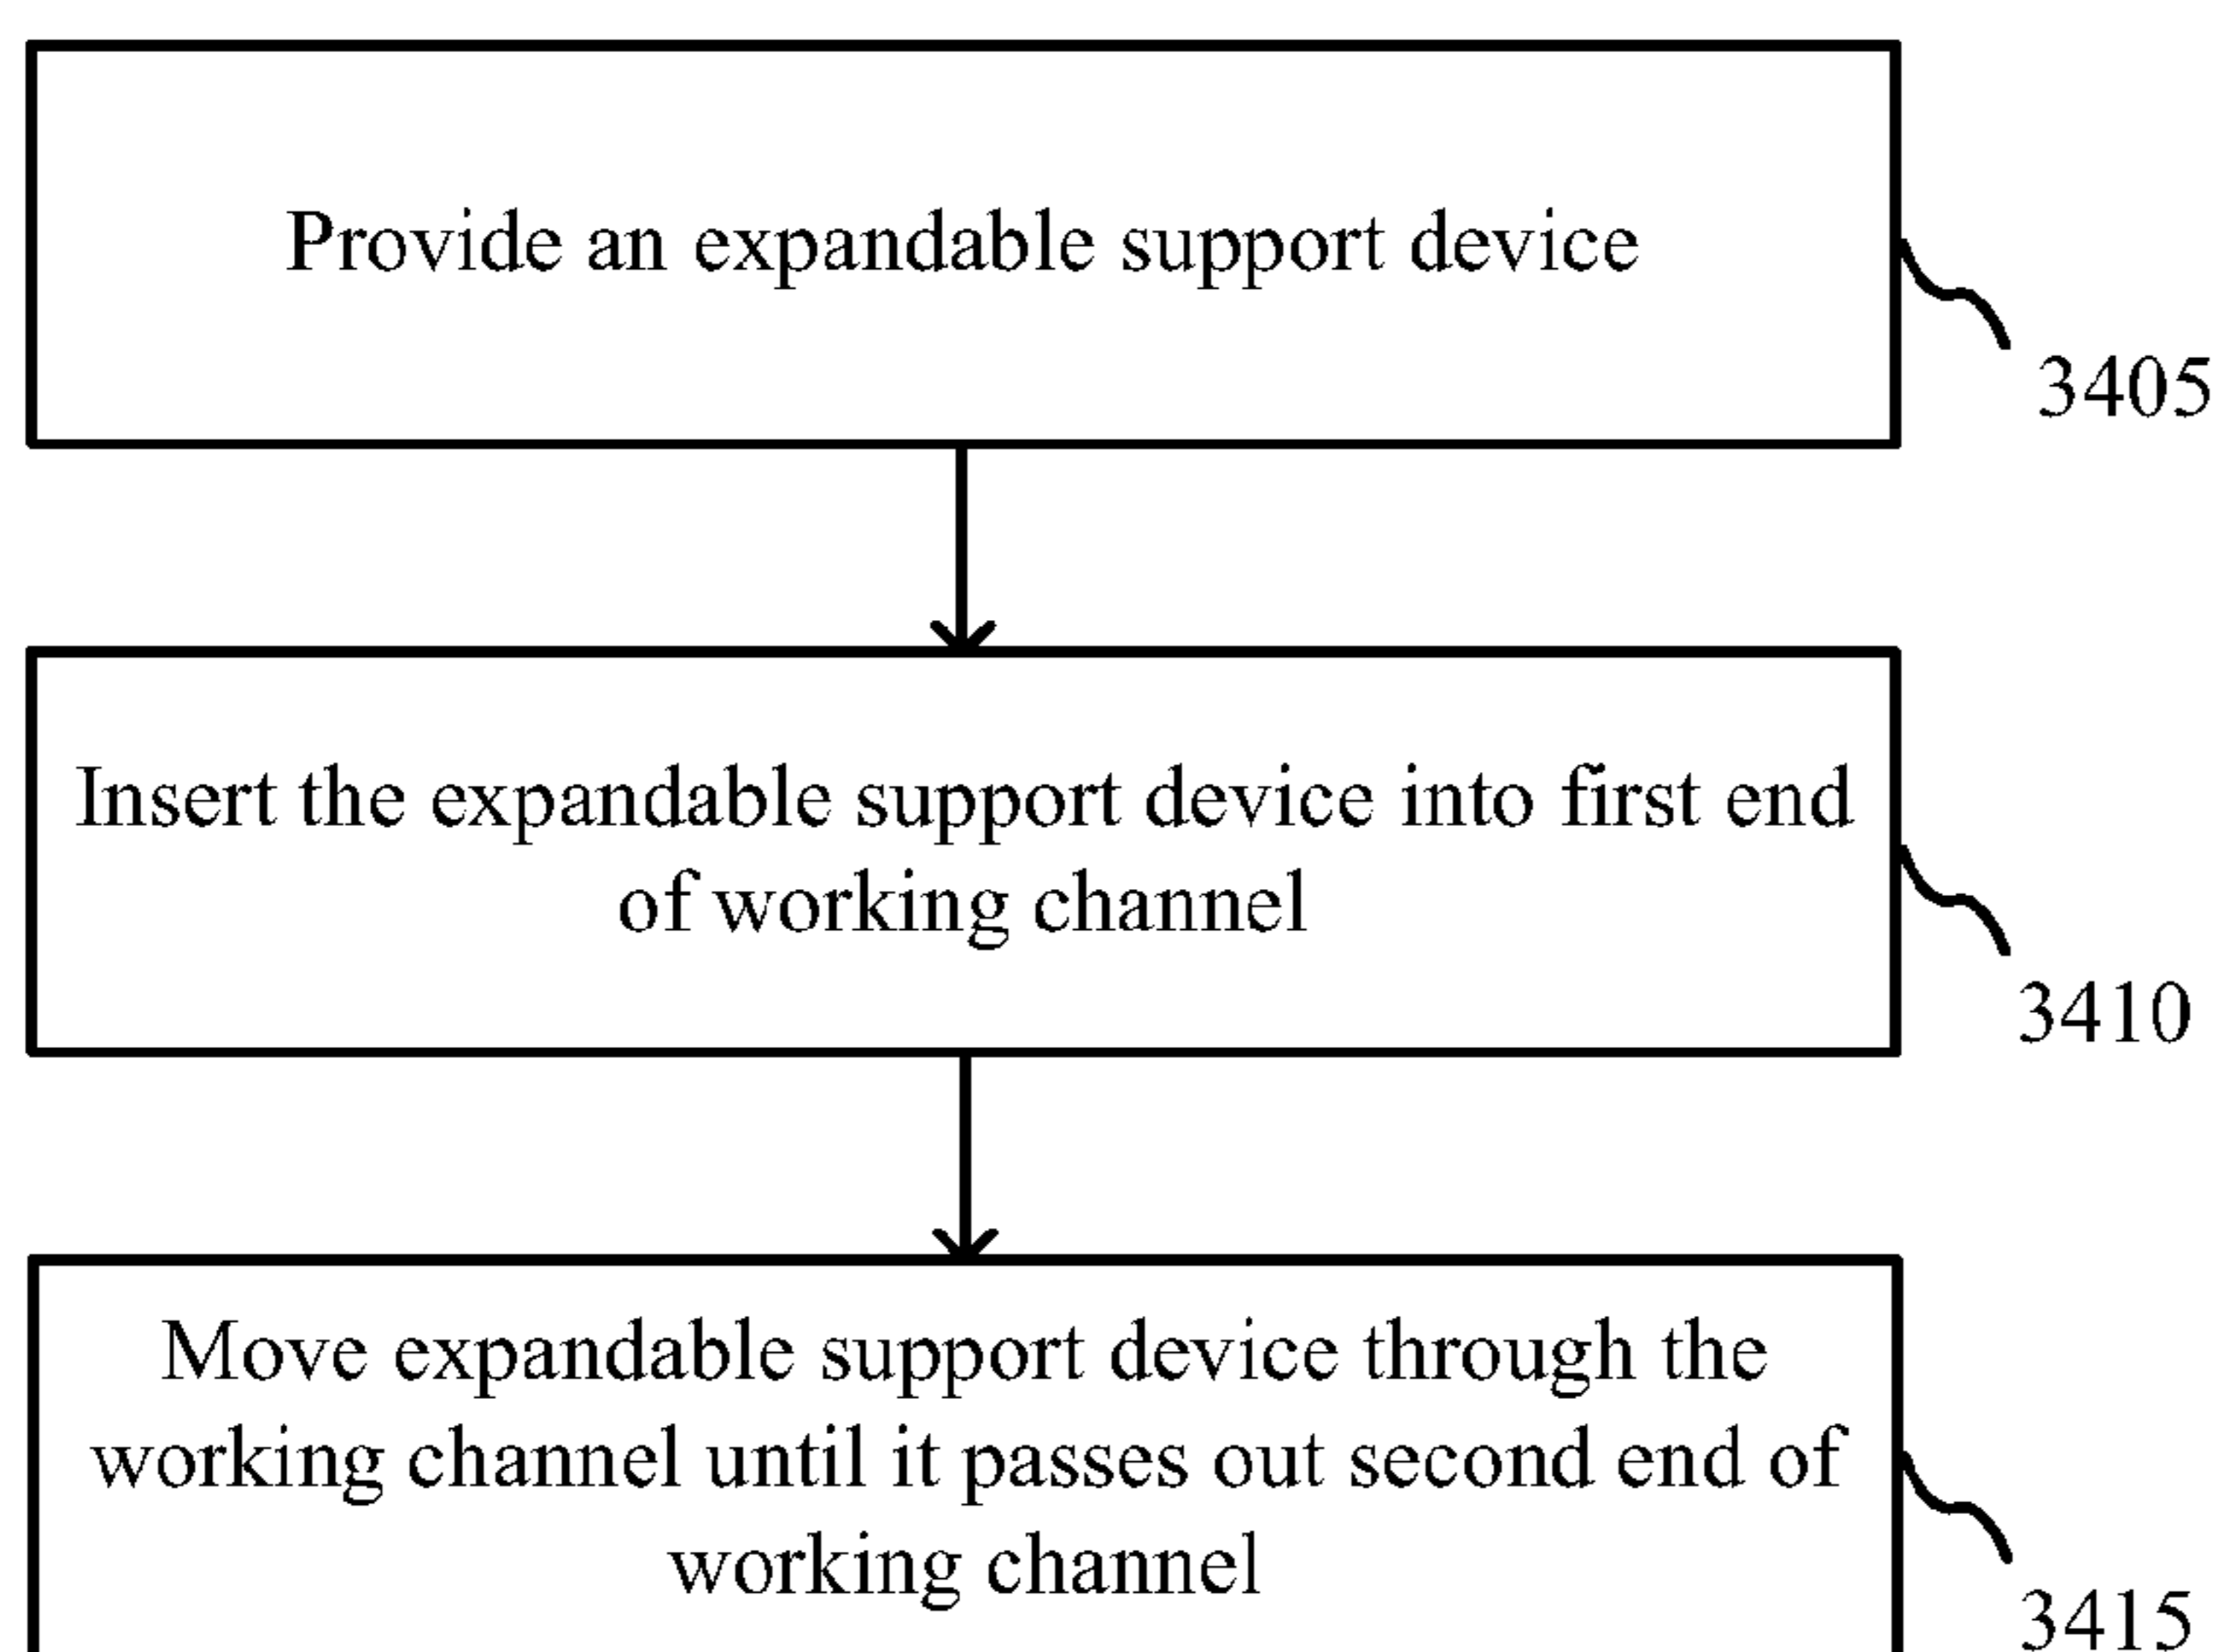 Provide an expandable support device
3405
Insert the expandable support device into first end
of working channel
3410
Move expandable support device through the
working channel until it passes out second end of
working channel
3415